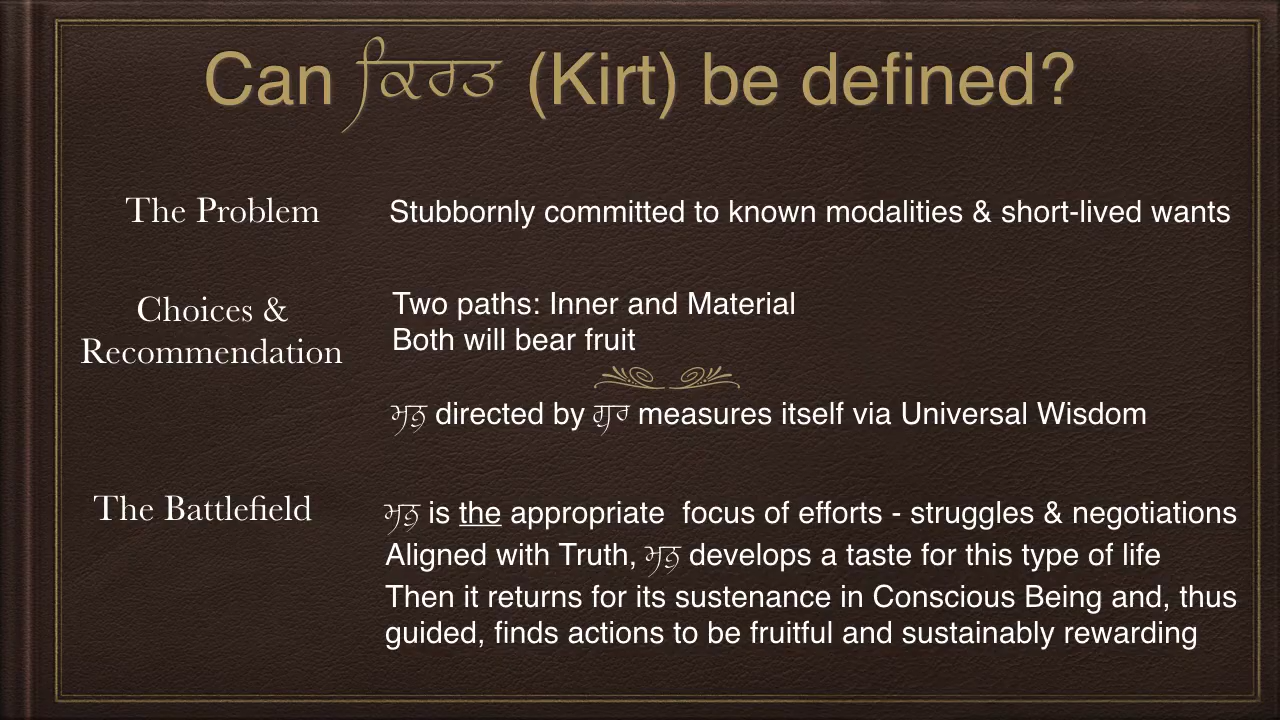 Can ਕਿਰਤ (Kirt) be defined?
The Problem
Stubbornly committed to known modalities & short-lived wants
Choices &
Recommendation
Two paths: Inner and Material
Both will bear fruit
ਮਨੁ directed by ਗੁਰ measures itself via Universal Wisdom
The Battlefield
ਮਨੁ is the appropriate  focus of efforts - struggles & negotiations
Aligned with Truth, ਮਨੁ develops a taste for this type of life
Then it returns for its sustenance in Conscious Being and, thus
guided, finds actions to be fruitful and sustainably rewarding